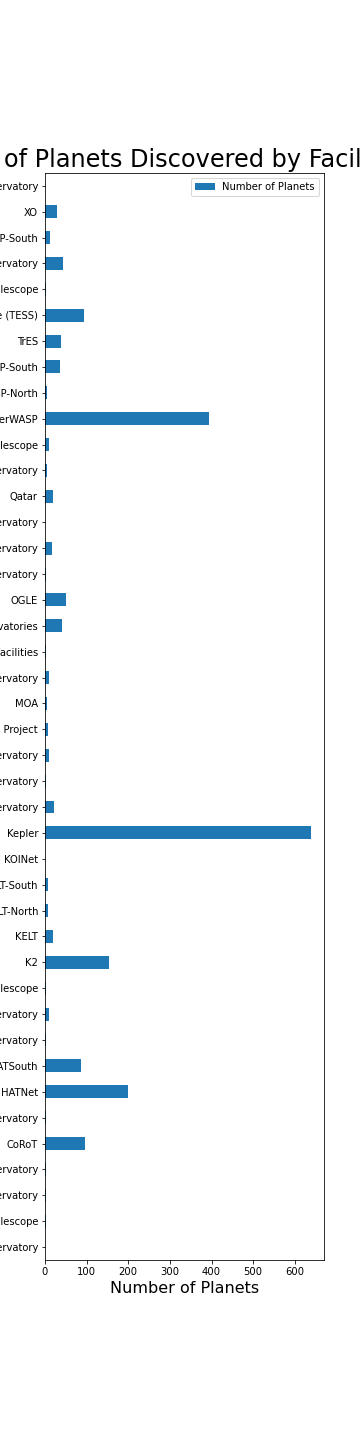 of Planets Discovered by Facil
Number of Planets
ervatory
XO
P-South
ervatory
lescope
e (TESS)
TrES
P-South
P-North
erWASP
lescope
ervatory
Qatar
ervatory
ervatory
ervatory
OGLE
vatories
acilities
ervatory
MOA
Project
ervatory
ervatory
ervatory
Kepler
KOINet
LT-South
LT-North
KELT
K2
lescope
ervatory
ervatory
ATSouth
HATNet
ervatory
CoRoT
ervatory
ervatory
lescope
ervatory
0 100 200 300 400 500 600
Number of Planets